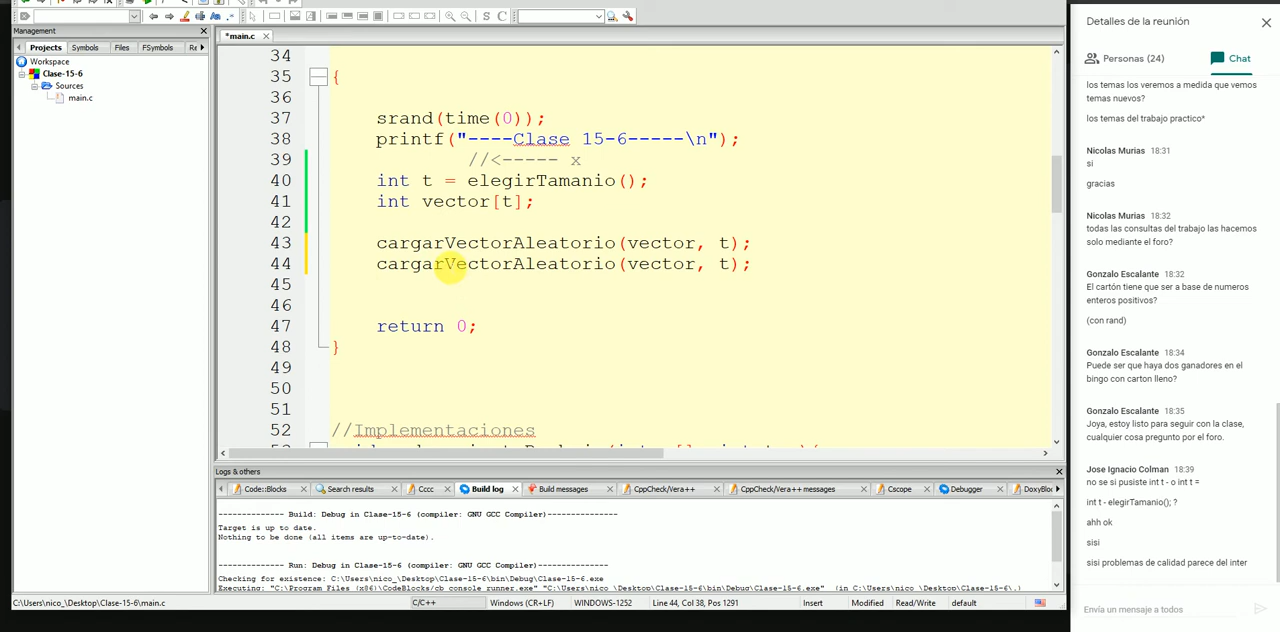 Management
*main.c
Projects Symbols Files FSymbols Re
Workspace
Clase-15-6
Sources
main.c
34
35 {
36
37 srand(time(0));
38 printf("----Clase 15-6-----\n");
39 //<----- x
40 int t = elegirTamanio();
41 int vector[t];
42
43 cargarVectorAleatorio(vector, t);
44 cargarVectorAleatorio(vector, t);
45
46
47 return 0;
48 }
49
50
51
52 //Implementaciones
Logs & others
Code::Blocks Search results Cccc Build log Build messages CppCheck/Vera++ CppCheck/Vera++ messages Cscope Debugger DoxyBloc
-------------- Build: Debug in Clase-15-6 (compiler: GNU GCC Compiler)---------------
Target is up to date.
Nothing to be done (all items are up-to-date).
-------------- Run: Debug in Clase-15-6 (compiler: GNU GCC Compiler)---------------
Checking for existence: C:\Users\nico_\Desktop\Clase-15-6\bin\Debug\Clase-15-6.exe
Executing: "C:\Program Files (x86)\CodeBlocks/cb_console_runner.exe" "C:\Users\nico_\Desktop\Clase-15-6\bin\Debug\Clase-15-6.exe" (in C:\Users\nico_\Desktop\Clase-15-6\.)
C:\Users\nico_\Desktop\Clase-15-6\main.c C/C++ Windows (CR+LF) WINDOWS-1252 Line 44, Col 38, Pos 1291 Insert Modified Read/Write default
Detalles de la reunión
Personas (24) Chat
los temas los veremos a medida que vemos
temas nuevos?
los temas del trabajo practico*
Nicolas Murias 18:31
si
gracias
Nicolas Murias 18:32
todas las consultas del trabajo las hacemos
solo mediante el foro?
Gonzalo Escalante 18:32
El cartón tiene que ser a base de numeros
enteros positivos?
(con rand)
Gonzalo Escalante 18:34
Puede ser que haya dos ganadores en el
bingo con carton lleno?
Gonzalo Escalante 18:35
Joya, estoy listo para seguir con la clase,
cualquier cosa pregunto por el foro.
Jose Ignacio Colman 18:39
no se si pusiste int t - o int t =
int t - elegirTamanio(); ?
ahh ok
sisi
sisi problemas de calidad parece del inter
Envía un mensaje a todos